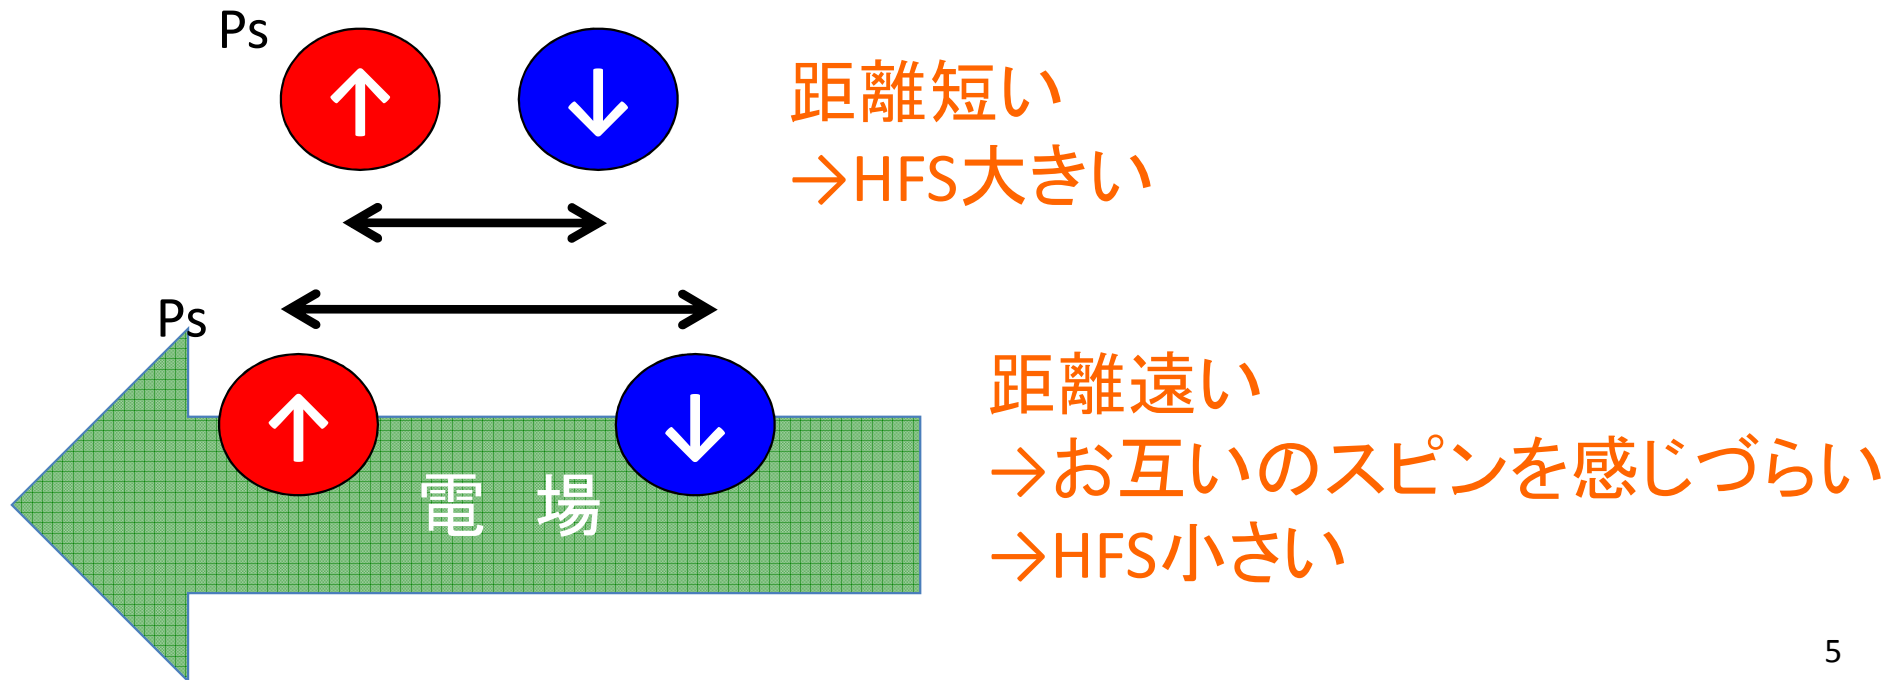 Ps
↑ ↓
距離短い
→HFS大きい
Ps
↑ ↓
電 場
距離遠い
→お互いのスピンを感じづらい
→HFS小さい
5